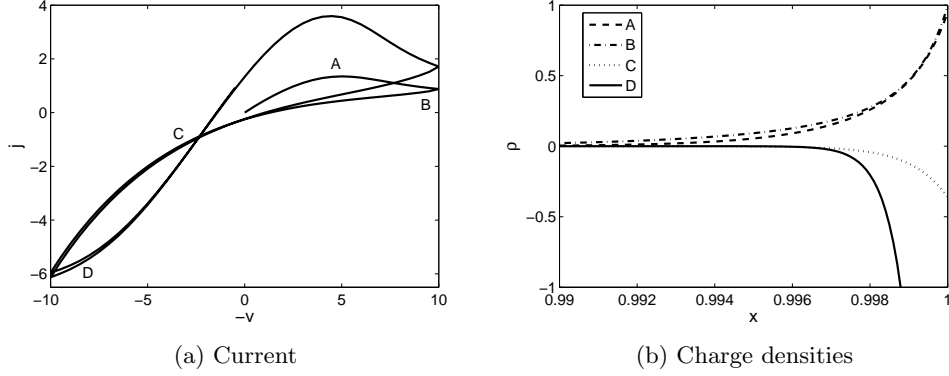 4
2
0
−2
−4
−6
−10
−5
0
5
10
j
−v
A
B
C
D
(a) Current
1
0.5
0
−0.5
−1
0.99
0.992
0.994
0.996
0.998
1
ρ
x
A
B
C
D
(b) Charge densities